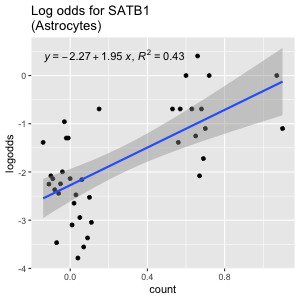 Log odds for SATB1
(Astrocytes)
y = −2.27 + 1.95 x, R² = 0.43
0
-1
-2
-3
-4
logodds
0.0 0.4 0.8
count